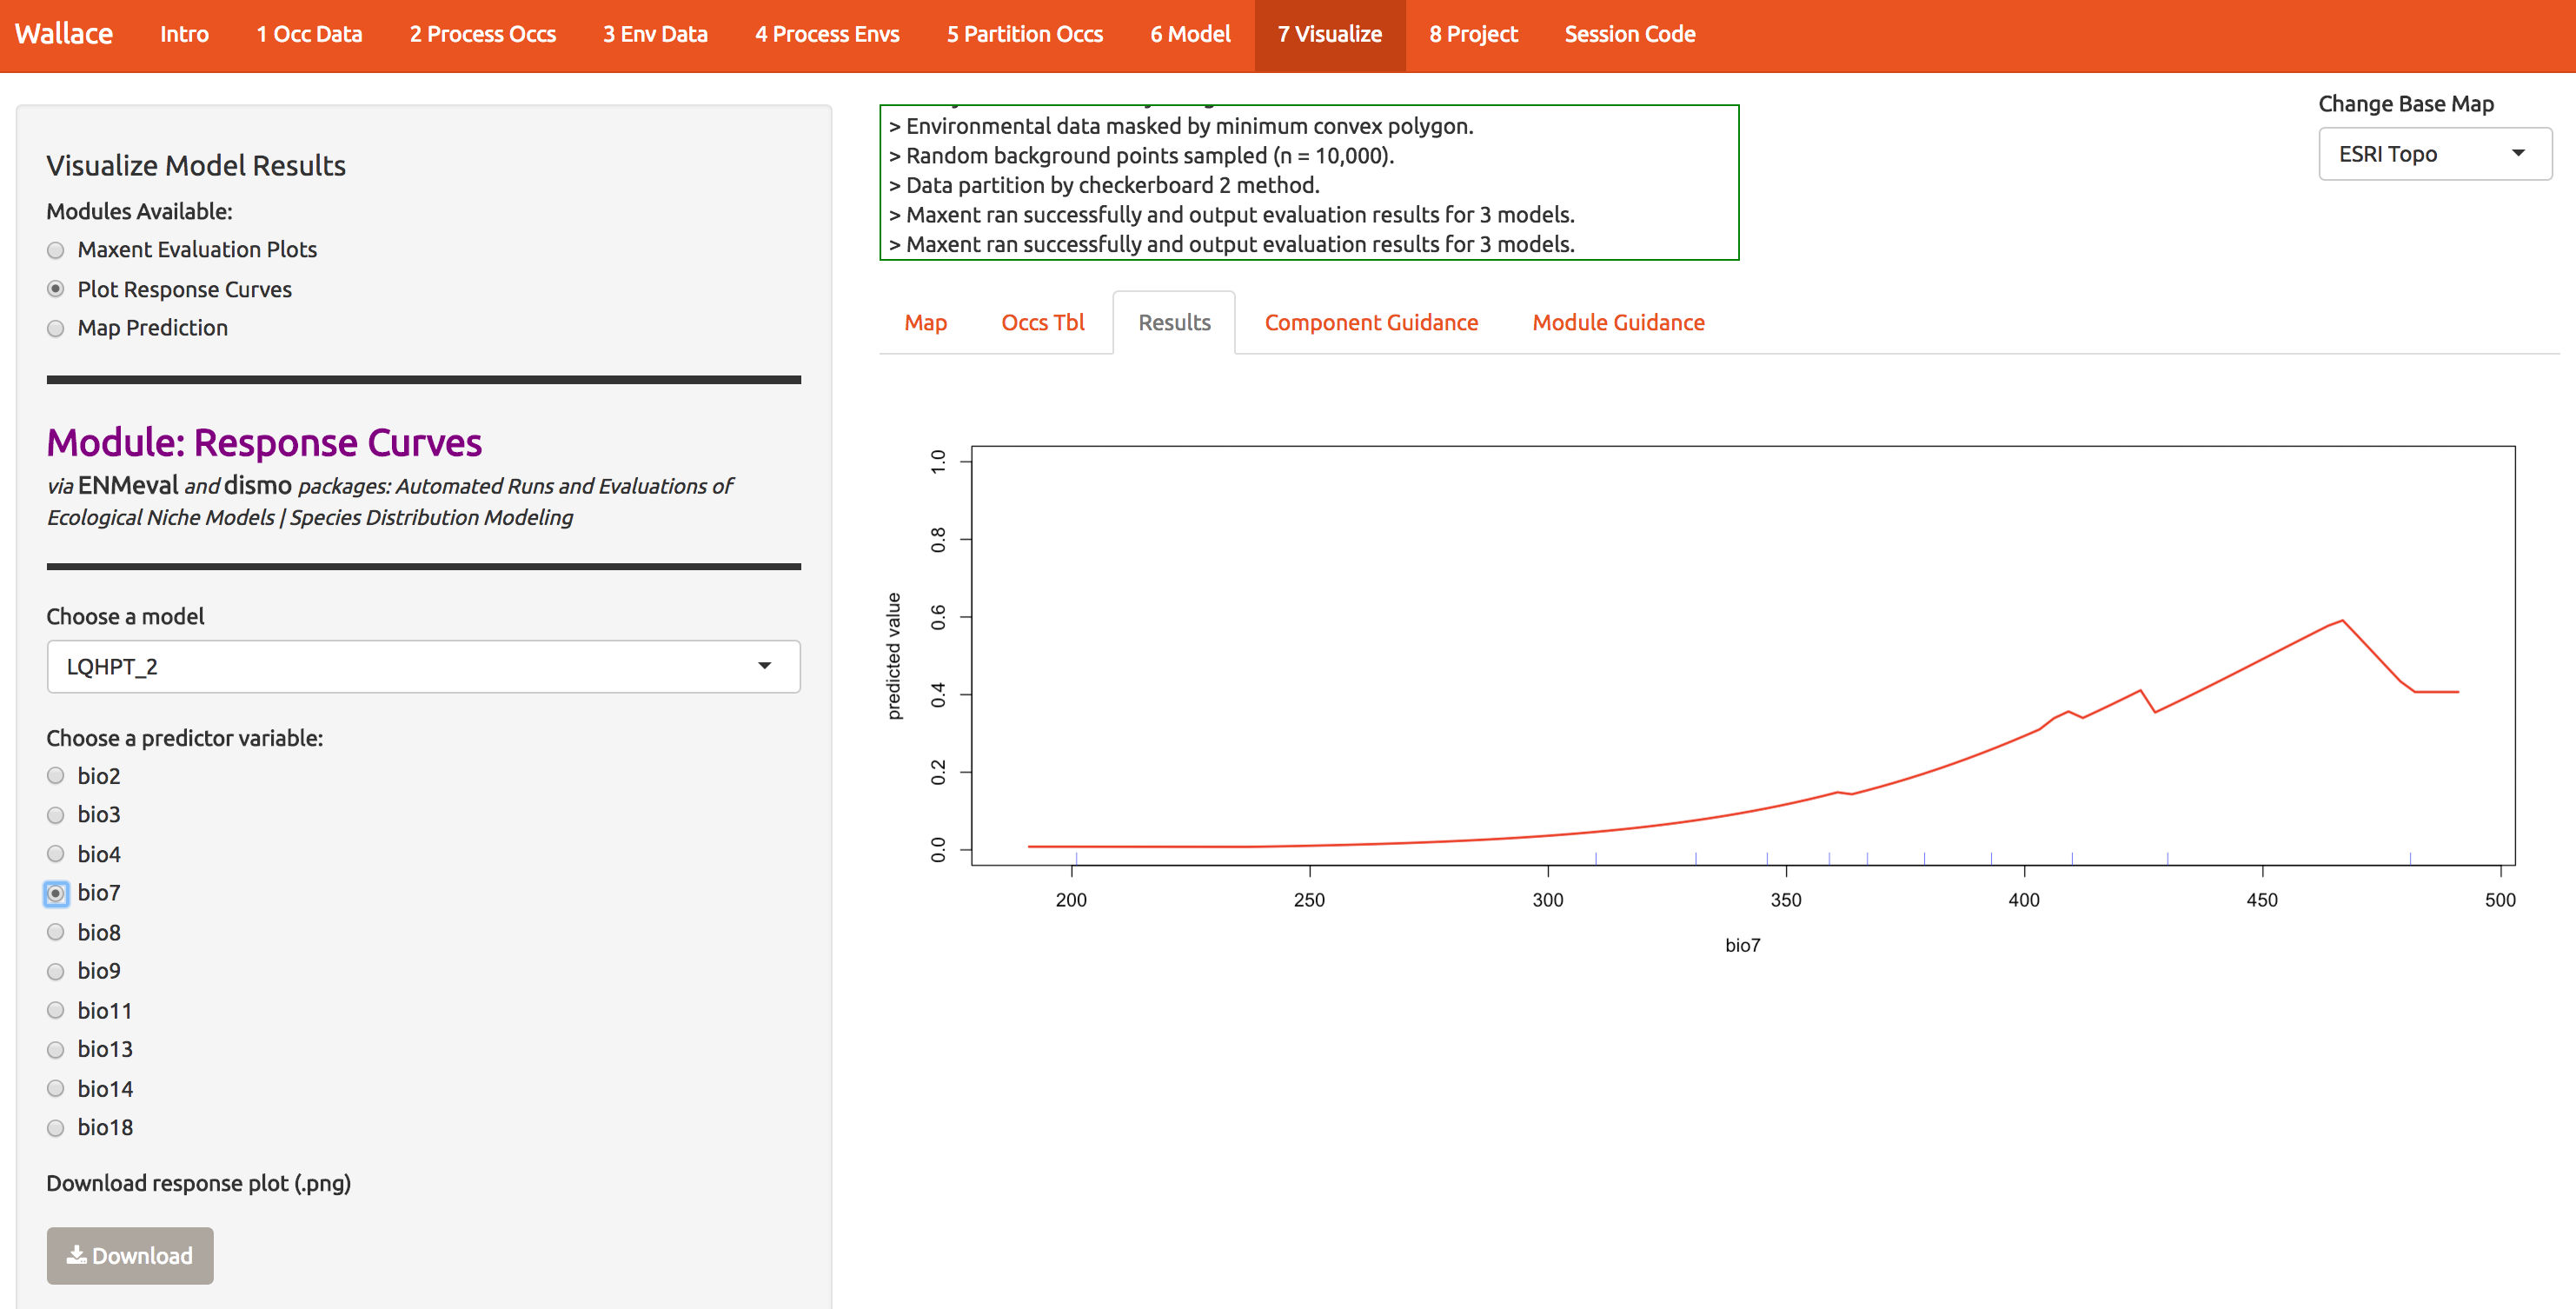 Wallace Intro 1 Occ Data 2 Process Occs 3 Env Data 4 Process Envs 5 Partition Occs 6 Model 7 Visualize 8 Project Session Code
Visualize Model Results
Modules Available:
Maxent Evaluation Plots
Plot Response Curves
Map Prediction
Module: Response Curves
via ENMeval and dismo packages: Automated Runs and Evaluations of
Ecological Niche Models | Species Distribution Modeling
Choose a model
LQHPT_2
Choose a predictor variable:
bio2
bio3
bio4
bio7
bio8
bio9
bio11
bio13
bio14
bio18
Download response plot (.png)
Download
> Environmental data masked by minimum convex polygon.
> Random background points sampled (n = 10,000).
> Data partition by checkerboard 2 method.
> Maxent ran successfully and output evaluation results for 3 models.
> Maxent ran successfully and output evaluation results for 3 models.
Change Base Map
ESRI Topo
Map Occs Tbl Results Component Guidance Module Guidance
predicted value
1.0
0.8
0.6
0.4
0.2
0.0
200 250 300 350 400 450 500
bio7